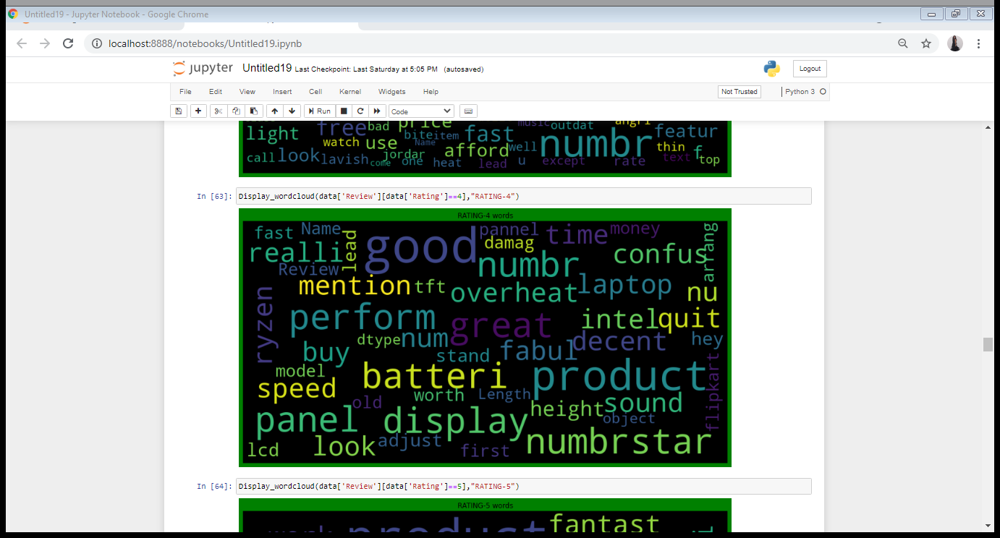 Untitled19 - Jupyter Notebook - Google Chrome
localhost:8888/notebooks/Untitled19.ipynb
jupyter Untitled19 Last Checkpoint: Last Saturday at 5:05 PM (autosaved) Logout
File Edit View Insert Cell Kernel Widgets Help Not Trusted Python 3
Run Code
light free bad price music outdat angri
watch use biteitem Name fast numbr featur
call look lavish jordar afford well thin f
come one heat lead u except rate text top
In [63]: Display_wordcloud(data['Review'][data['Rating']==4],"RATING-4")
RATING-4 words
fast Name lead good pannel time money arrang
realli damag confus
Review numbr
mention tft overheat laptop nu
ryzen perform great intel quit
dtype num decent hey
buy stand fabul
model batteri product flipkart
speed old worth Length sound
panel display height object
lcd look adjust first numbrstar
In [64]: Display_wordcloud(data['Review'][data['Rating']==5],"RATING-5")
RATING-5 words
product fantast